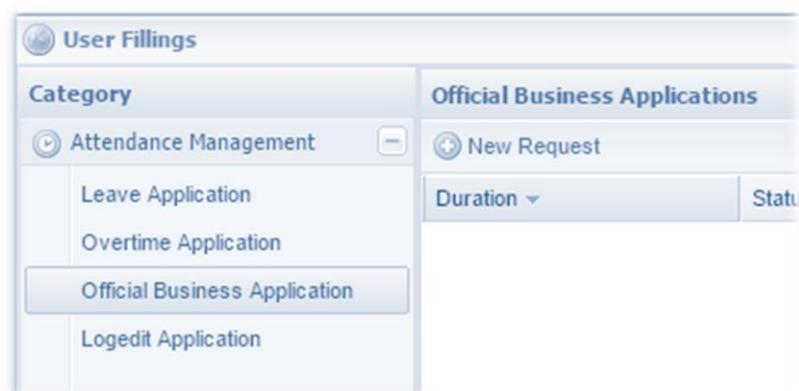 User Fillings
Category
Attendance Management
Leave Application
Overtime Application
Official Business Application
Logedit Application
Official Business Applications
New Request
Duration